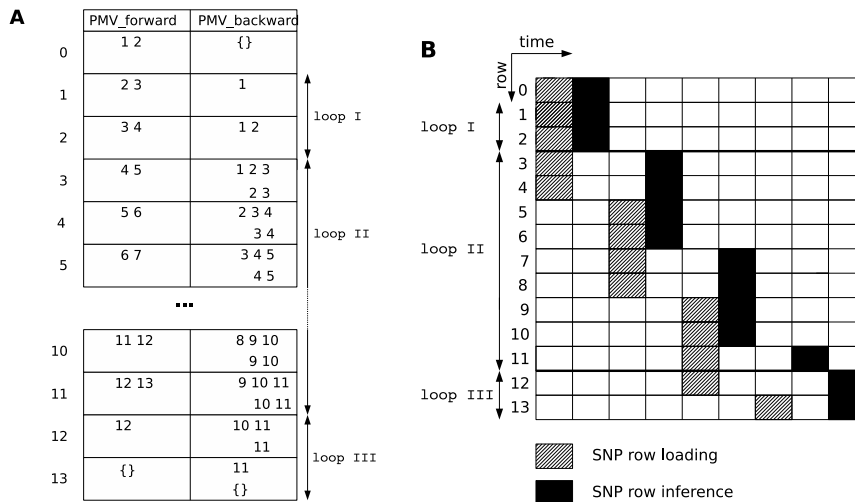 A
PMV_forward PMV_backward
0 1 2 {}
1 2 3 1
loop I
2 3 4 1 2
3 4 5 1 2 3
2 3
4 5 6 2 3 4
3 4
loop II
5 6 7 3 4 5
4 5
...
10 11 12 8 9 10
9 10
11 12 13 9 10 11
10 11
12 12 10 11
11
loop III
13 {} 11
{}
B
time
row
0
1
loop I
2
3
4
5
6
loop II
7
8
9
10
11
12
loop III
13
SNP row loading
SNP row inference